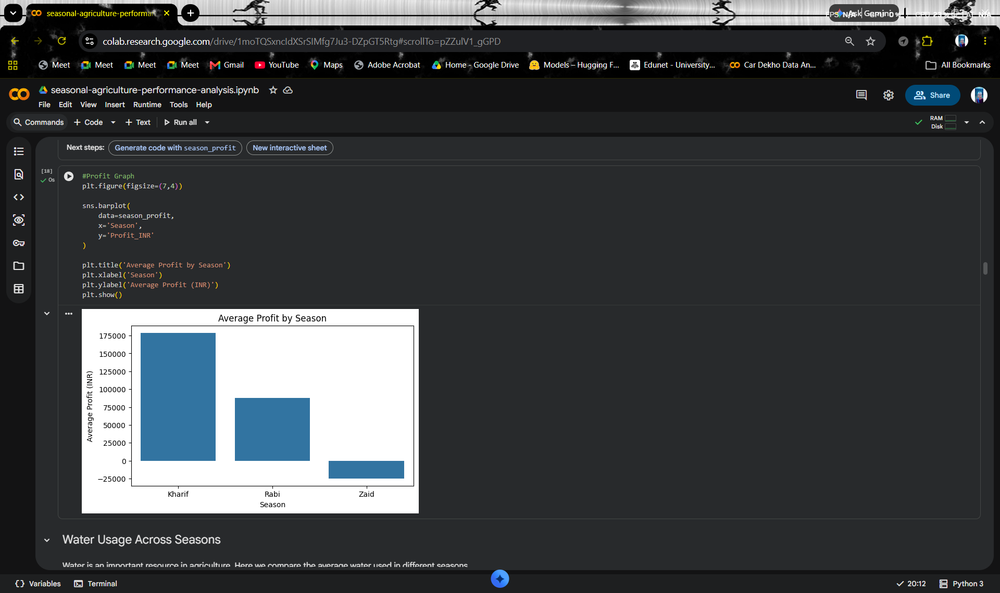 seasonal-agriculture-performan
Ask Gemini
colab.research.google.com/drive/1moTQSxncIdXSrSIMfg7Ju3-DZpGT5Rtg#scrollTo=pZZulV1_gGPD
Meet Meet Meet Meet Gmail YouTube Maps Adobe Acrobat Home - Google Drive Models – Hugging F... Edunet - University... Car Dekho Data An... All Bookmarks
seasonal-agriculture-performance-analysis.ipynb
File Edit View Insert Runtime Tools Help
Share
Commands + Code + Text Run all
RAM
Disk
Next steps: Generate code with season_profit New interactive sheet
[18]
0s
#Profit Graph
plt.figure(figsize=(7,4))
sns.barplot(
data=season_profit,
x='Season',
y='Profit_INR'
)
plt.title('Average Profit by Season')
plt.xlabel('Season')
plt.ylabel('Average Profit (INR)')
plt.show()
Average Profit by Season
Average Profit (INR)
175000
150000
125000
100000
75000
50000
25000
0
−25000
Kharif Rabi Zaid
Season
Water Usage Across Seasons
Water is an important resource in agriculture. Here we compare the average water used in different seasons
Variables Terminal
20:12 Python 3